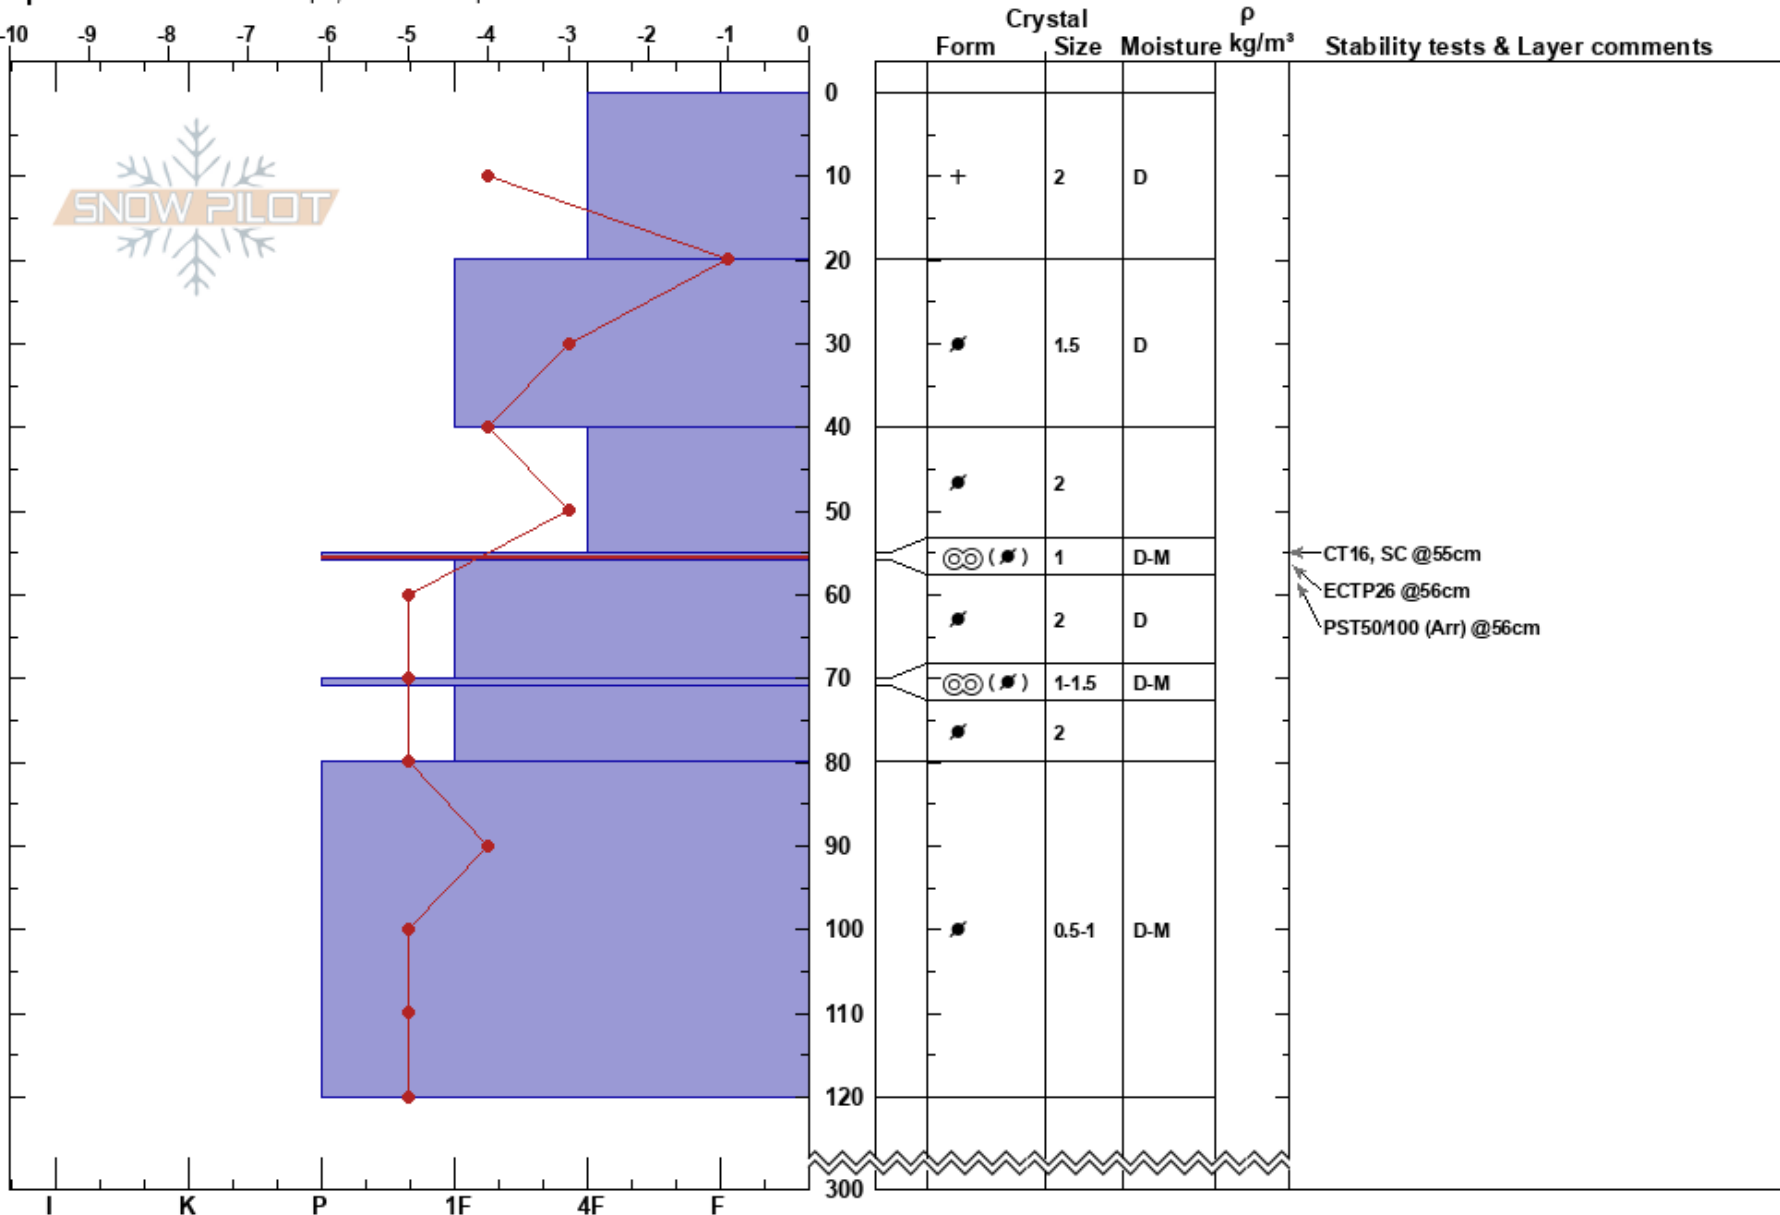 -10 -9 -8 -7 -6 -5 -4 -3 -2 -1 0
Crystal ρ
Form Size Moisture kg/m³ Stability tests & Layer comments
0
SNOW PILOT
10 + 2 D
20
30 1.5 D
40
2
50
( ) 1 D-M CT16, SC @55cm
60 ECTP26 @56cm
2 D PST50/100 (Arr) @56cm
70 ( ) 1-1.5 D-M
2
80
90
100 0.5-1 D-M
110
120
300
I K P 1F 4F F